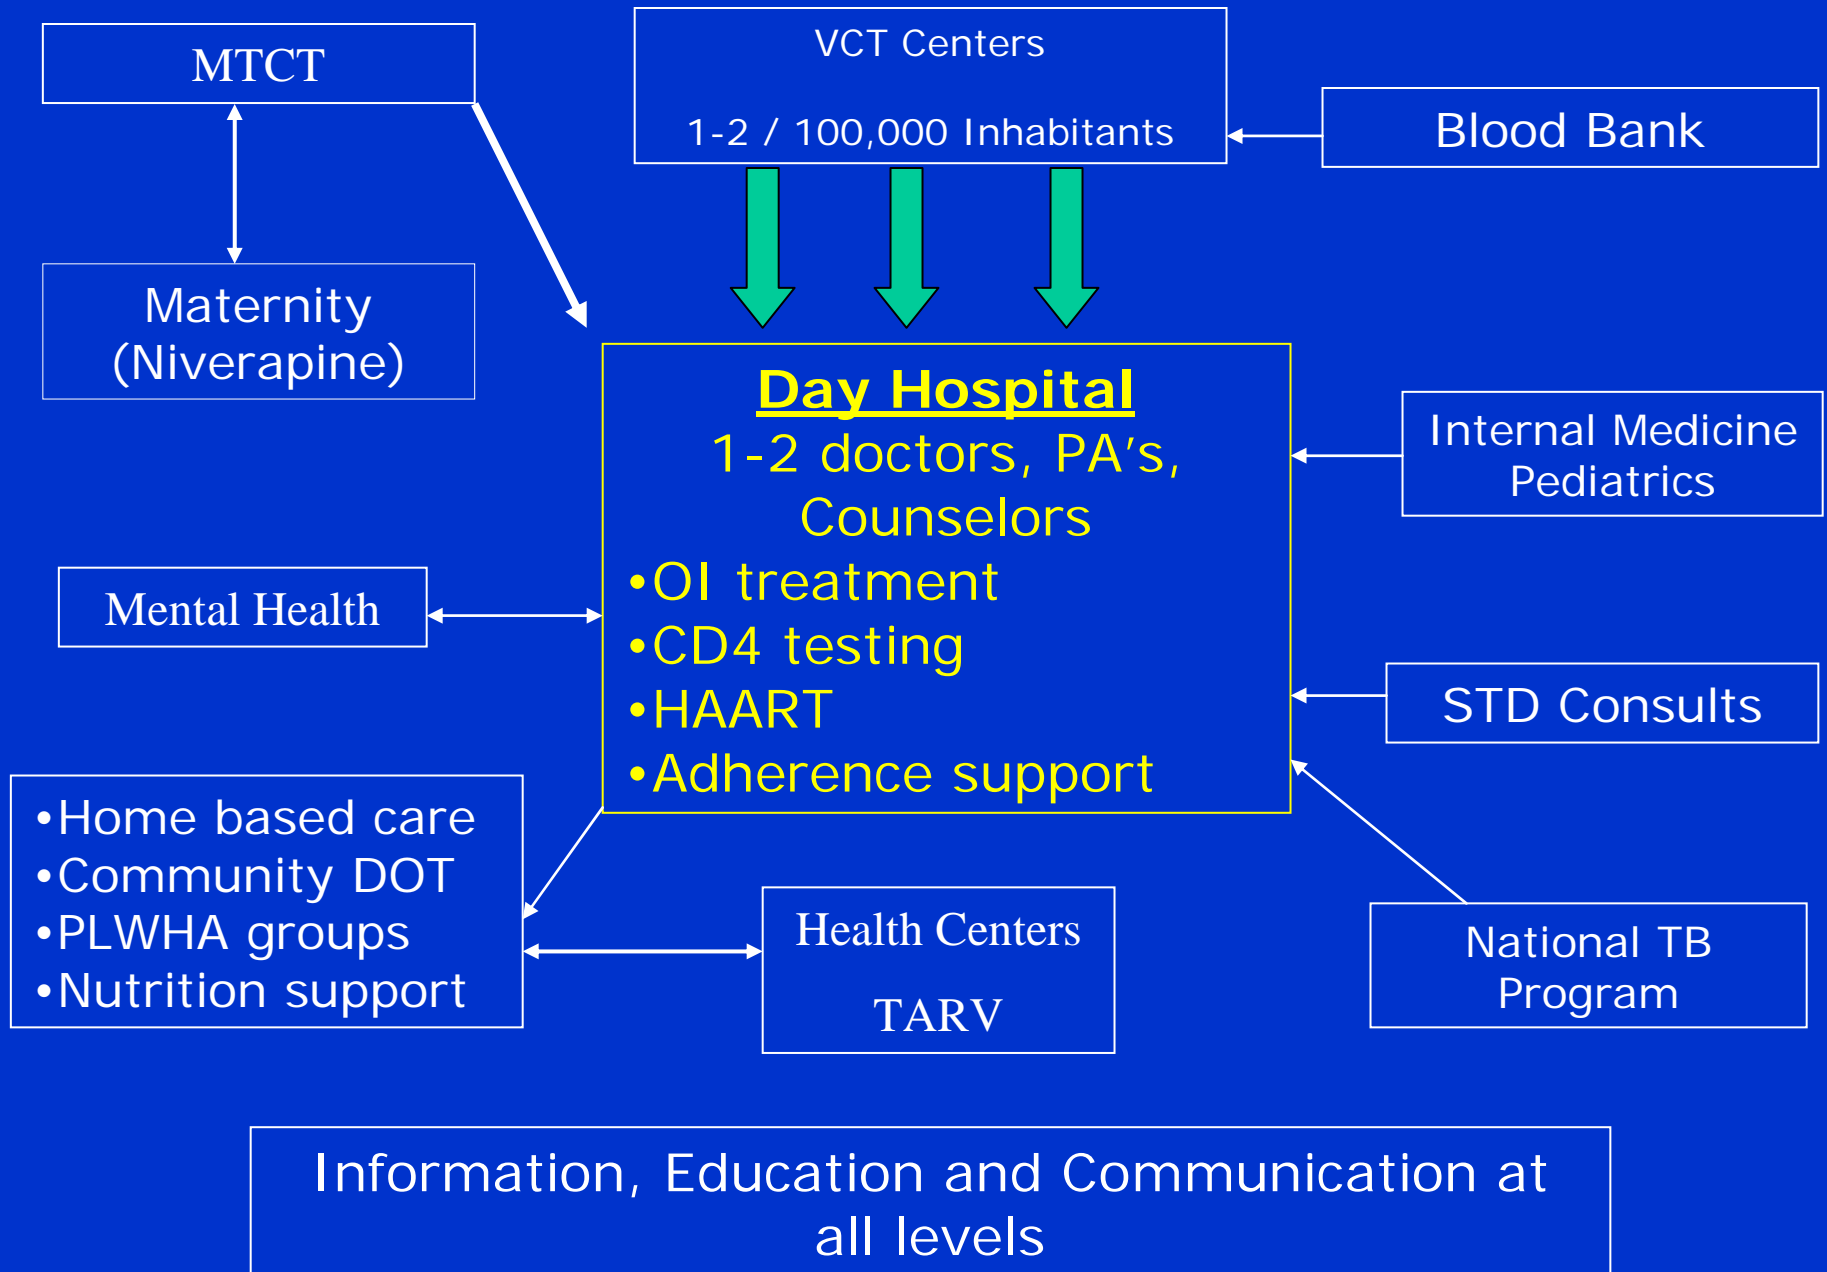 MTCT
VCT Centers
1-2 / 100,000 Inhabitants
Blood Bank
Maternity
(Niverapine)
Day Hospital
1-2 doctors, PA’s,
Counselors
•OI treatment
•CD4 testing
•HAART
•Adherence support
Internal Medicine
Pediatrics
Mental Health
STD Consults
•Home based care
•Community DOT
•PLWHA groups
•Nutrition support
Health Centers
TARV
National TB
Program
Information, Education and Communication at
all levels